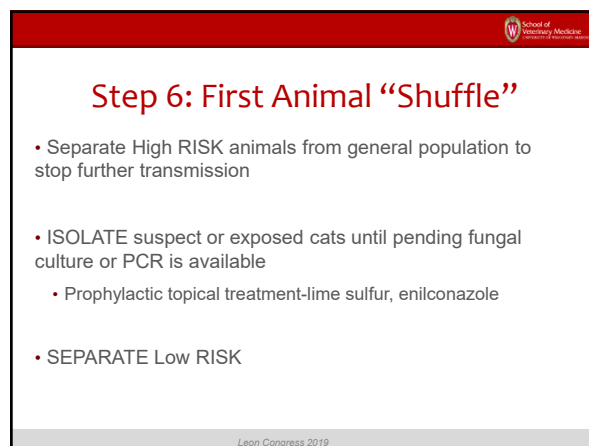 School of
Veterinary Medicine
UNIVERSITY OF WISCONSIN-MADISON
Step 6: First Animal “Shuffle”
• Separate High RISK animals from general population to
stop further transmission
• ISOLATE suspect or exposed cats until pending fungal
culture or PCR is available
• Prophylactic topical treatment-lime sulfur, enilconazole
• SEPARATE Low RISK
Leon Congress 2019